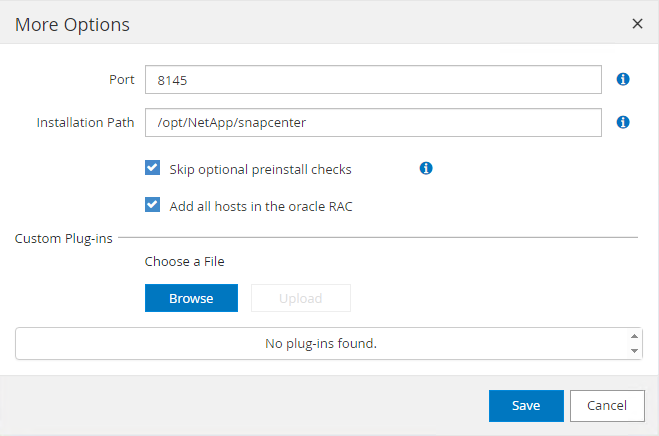 More Options
Port 8145
Installation Path /opt/NetApp/snapcenter
Skip optional preinstall checks
Add all hosts in the oracle RAC
Custom Plug-ins
Choose a File
Browse Upload
No plug-ins found.
Save Cancel